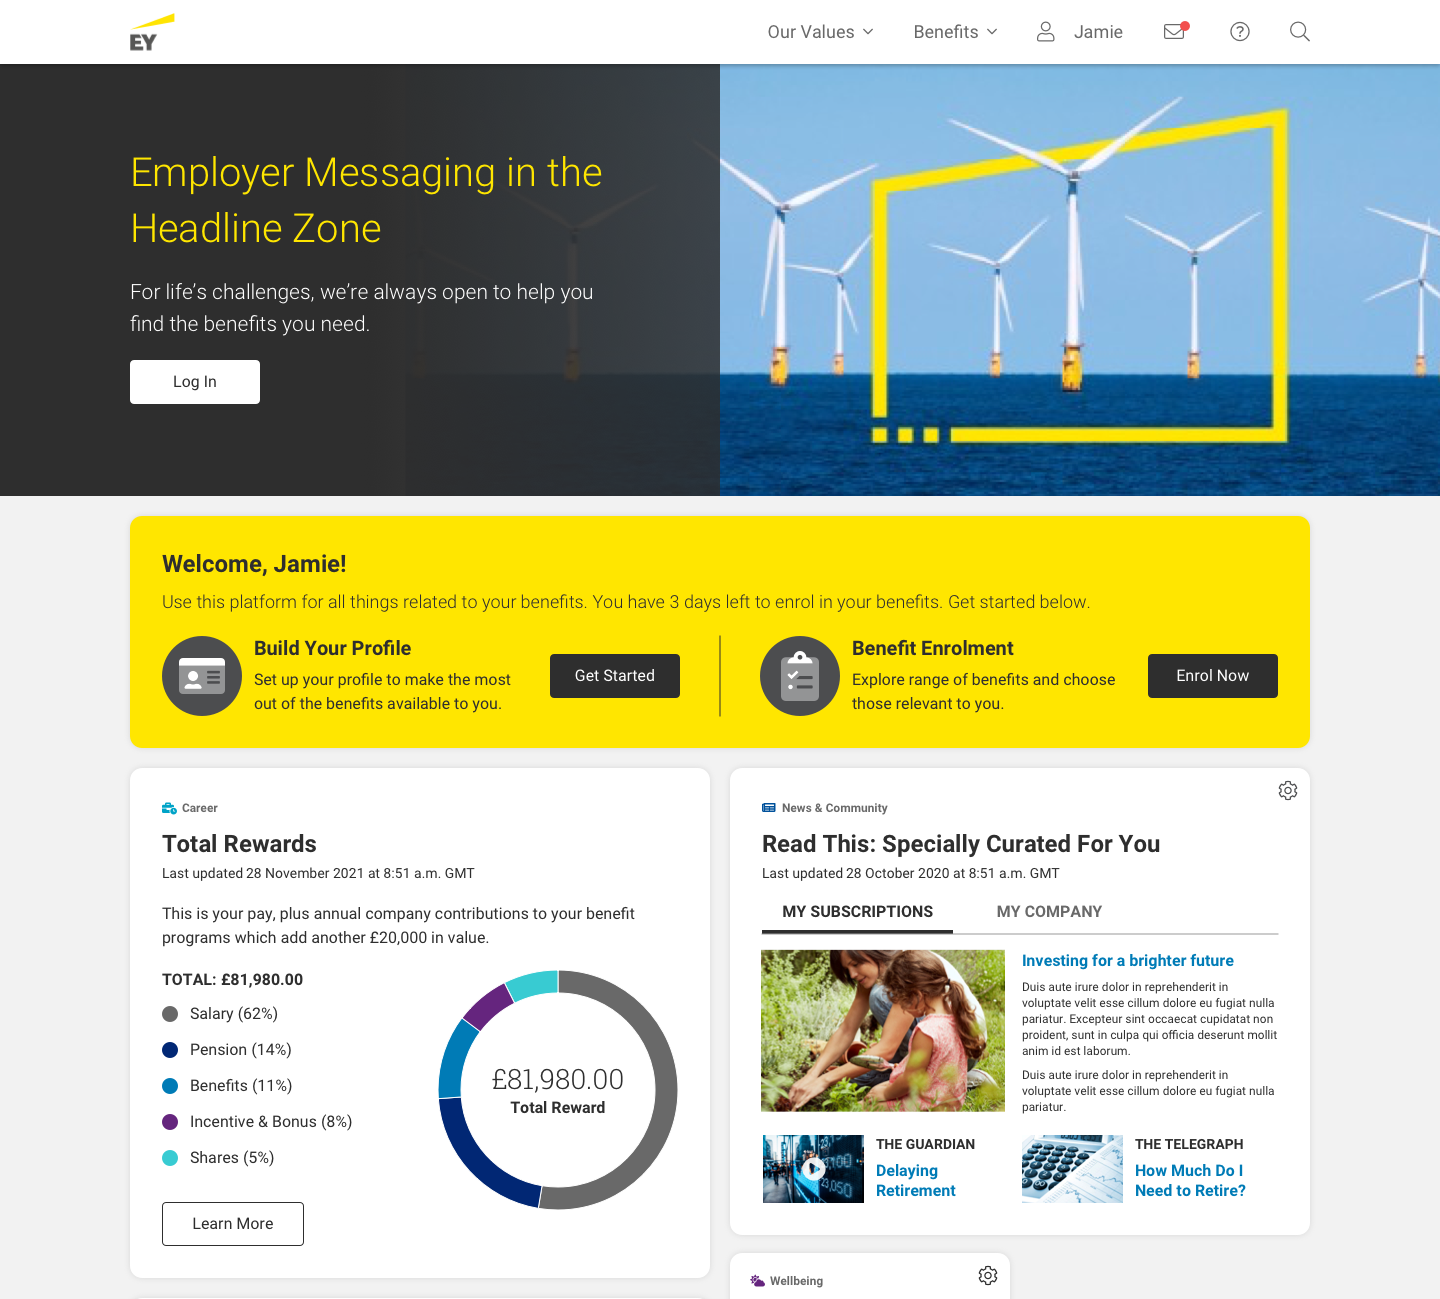 EY
Our Values
Benefits
Jamie
Employer Messaging in the
Headline Zone
For life’s challenges, we’re always open to help you
find the benefits you need.
Log In
Welcome, Jamie!
Use this platform for all things related to your benefits. You have 3 days left to enrol in your benefits. Get started below.
Build Your Profile
Set up your profile to make the most
out of the benefits available to you.
Get Started
Benefit Enrolment
Explore range of benefits and choose
those relevant to you.
Enrol Now
Career
Total Rewards
Last updated 28 November 2021 at 8:51 a.m. GMT
This is your pay, plus annual company contributions to your benefit
programs which add another £20,000 in value.
TOTAL: £81,980.00
Salary (62%)
Pension (14%)
Benefits (11%)
Incentive & Bonus (8%)
Shares (5%)
£81,980.00
Total Reward
Learn More
News & Community
Read This: Specially Curated For You
Last updated 28 October 2020 at 8:51 a.m. GMT
MY SUBSCRIPTIONS
MY COMPANY
Investing for a brighter future
Duis aute irure dolor in reprehenderit in
voluptate velit esse cillum dolore eu fugiat nulla
pariatur. Excepteur sint occaecat cupidatat non
proident, sunt in culpa qui officia deserunt mollit
anim id est laborum.
Duis aute irure dolor in reprehenderit in
voluptate velit esse cillum dolore eu fugiat nulla
pariatur.
THE GUARDIAN
Delaying
Retirement
THE TELEGRAPH
How Much Do I
Need to Retire?
Wellbeing